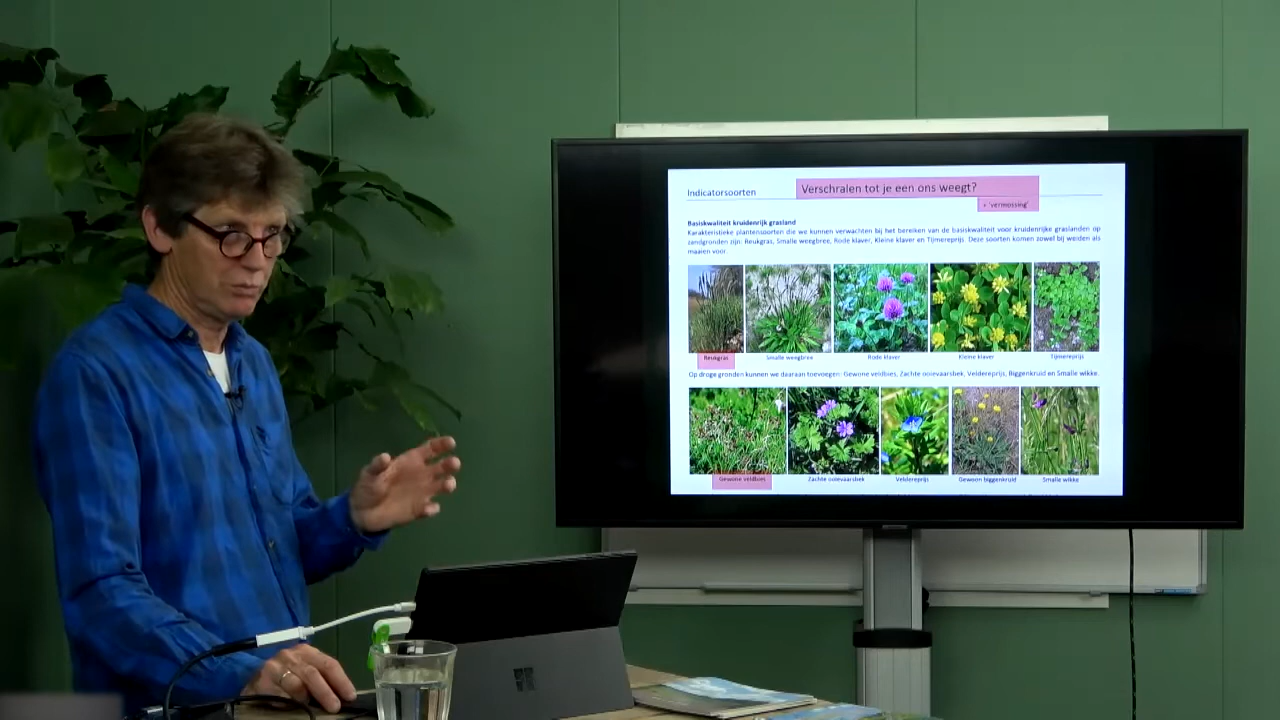 Indicatorsoorten
Verschralen tot je een ons weegt?
+ 'vermossing'
Basiskwaliteit kruidenrijk grasland
Karakteristieke plantensoorten die we kunnen verwachten bij het bereiken van de basiskwaliteit voor kruidenrijke graslanden op
zandgronden zijn: Reukgras, Smalle weegbree, Rode klaver, Kleine klaver en Tijmereprijs. Deze soorten komen zowel bij weiden als
maaien voor.
Reukgras Smalle weegbree Rode klaver Kleine klaver Tijmereprijs
Op droge gronden kunnen we daaraan toevoegen: Gewone veldbies, Zachte ooievaarsbek, Veldereprijs, Biggenkruid en Smalle wikke.
Gewone veldbies Zachte ooievaarsbek Veldereprijs Gewoon biggenkruid Smalle wikke